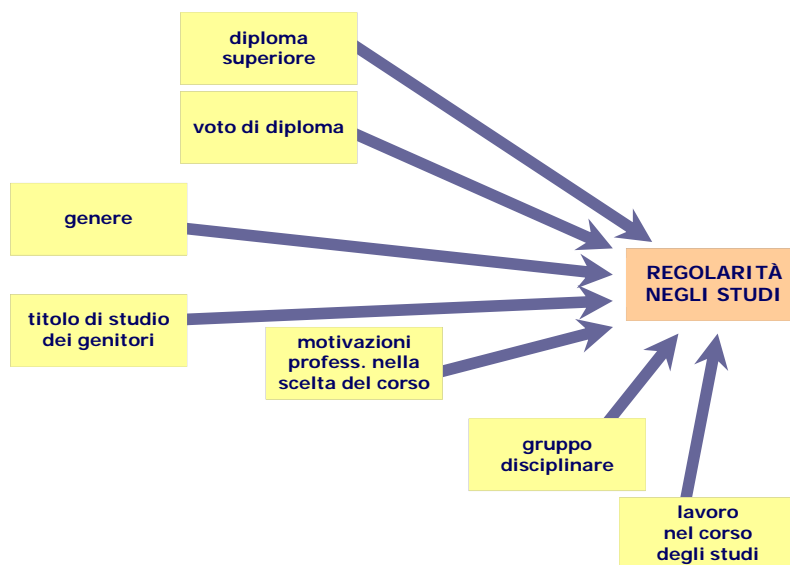 diploma
superiore
voto di diploma
genere
REGOLARITÀ
NEGLI STUDI
titolo di studio
dei genitori
motivazioni
profess. nella
scelta del corso
gruppo
disciplinare
lavoro
nel corso
degli studi